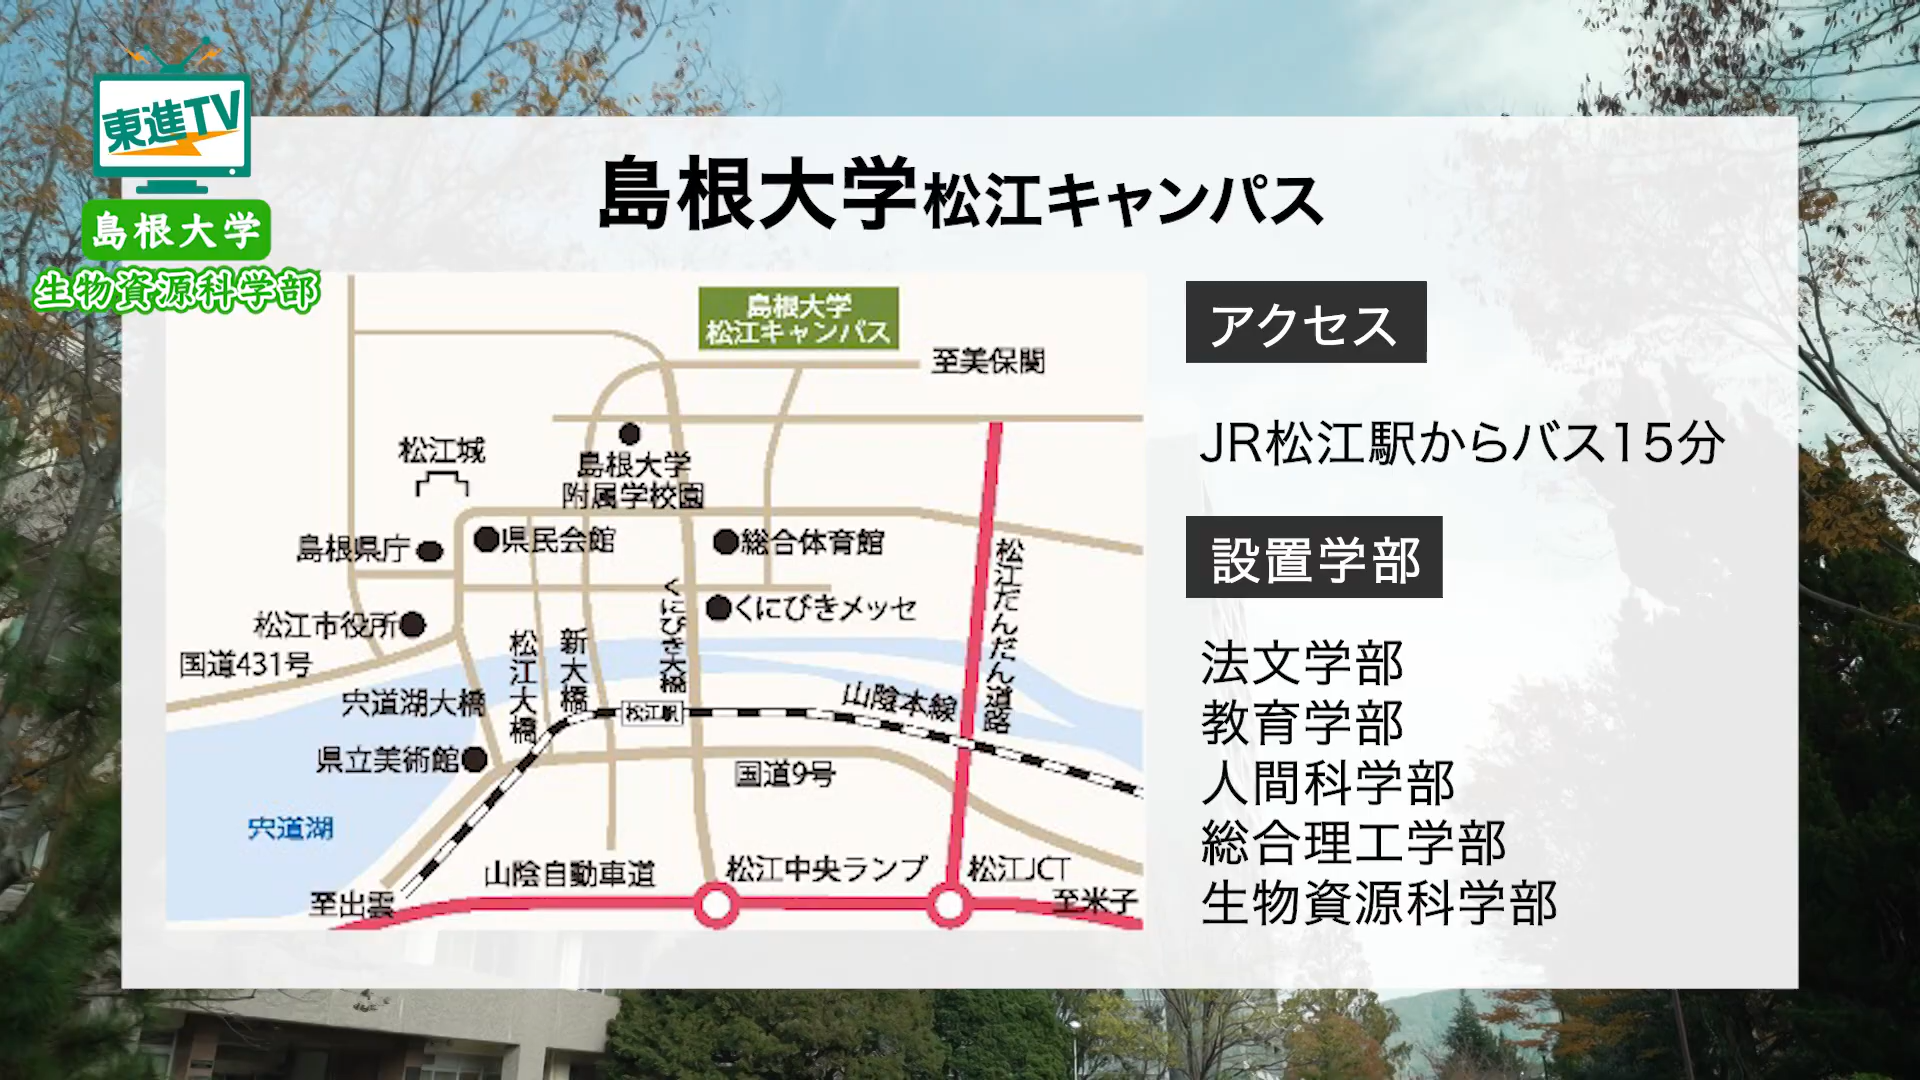 東進TV
島根大学
生物資源科学部
島根大学松江キャンパス
島根大学
松江キャンパス
至美保関
松江城
島根大学
附属学校園
島根県庁
県民会館
総合体育館
松江市役所
くにびきメッセ
国道431号
宍道湖大橋
松江大橋
新大橋
くにびき大橋
松江だんだん道路
松江駅
山陰本線
県立美術館
国道9号
宍道湖
山陰自動車道
松江中央ランプ
松江JCT
至出雲
至米子
アクセス
JR松江駅からバス15分
設置学部
法文学部
教育学部
人間科学部
総合理工学部
生物資源科学部